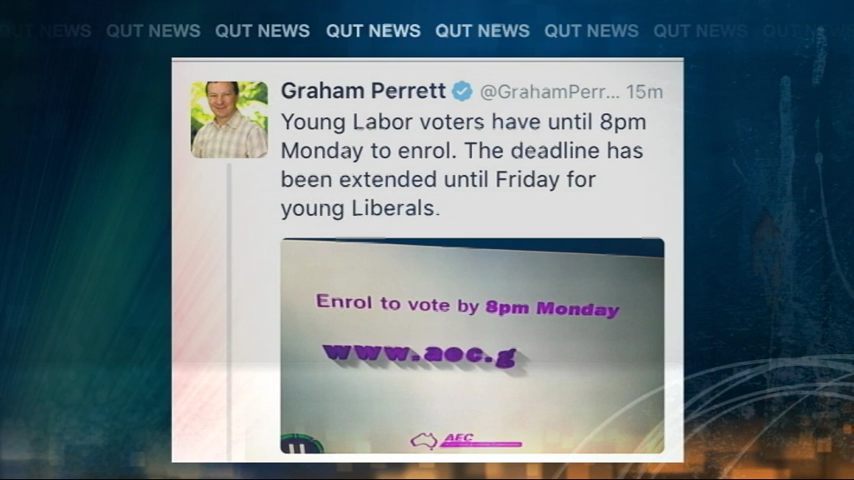 QUT NEWS QUT NEWS QUT NEWS QUT NEWS QUT NEWS QUT NEWS
Graham Perrett @GrahamPerr... 15m
Young Labor voters have until 8pm
Monday to enrol. The deadline has
been extended until Friday for
young Liberals.
Enrol to vote by 8pm Monday
www.aec.g
AEC